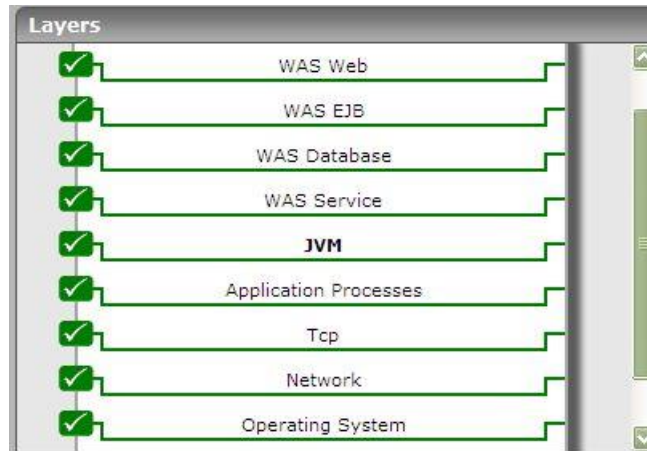 Layers
WAS Web
WAS EJB
WAS Database
WAS Service
JVM
Application Processes
Tcp
Network
Operating System